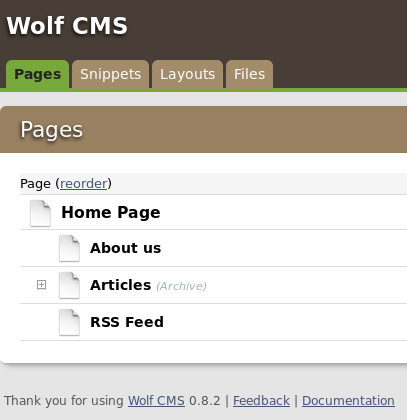 Wolf CMS
Pages Snippets Layouts Files
Pages
Page (reorder)
Home Page
About us
Articles (Archive)
RSS Feed
Thank you for using Wolf CMS 0.8.2 | Feedback | Documentation